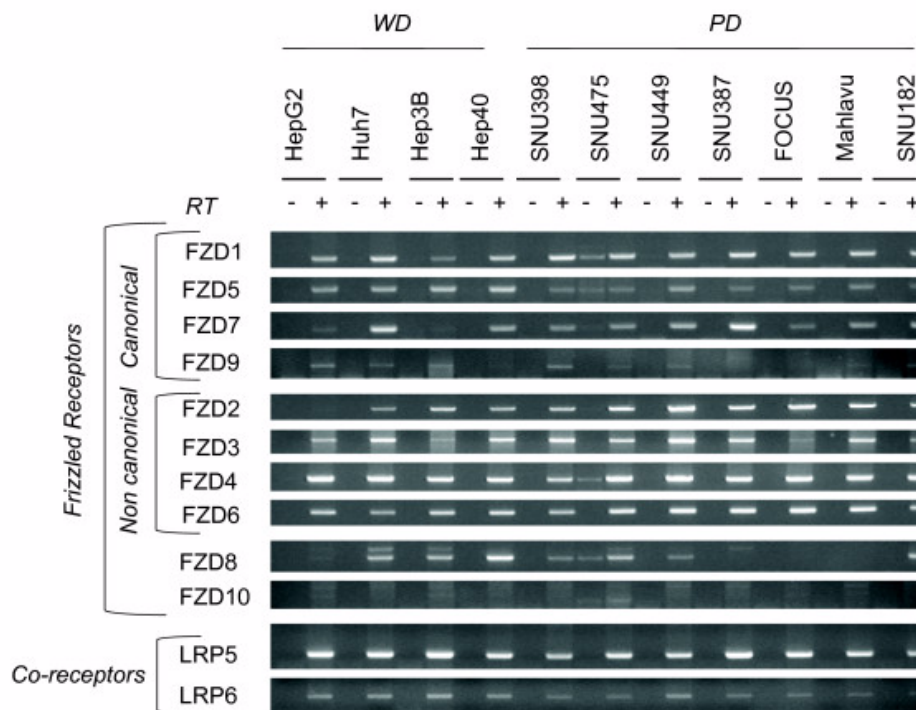 WD PD
HepG2 Huh7 Hep3B Hep40 SNU398 SNU475 SNU449 SNU387 FOCUS Mahlavu SNU182
RT - + - + - + - + - + - + - + - + - + - + - +
Frizzled Receptors
Canonical
FZD1
FZD5
FZD7
FZD9
Non canonical
FZD2
FZD3
FZD4
FZD6
FZD8
FZD10
Co-receptors
LRP5
LRP6